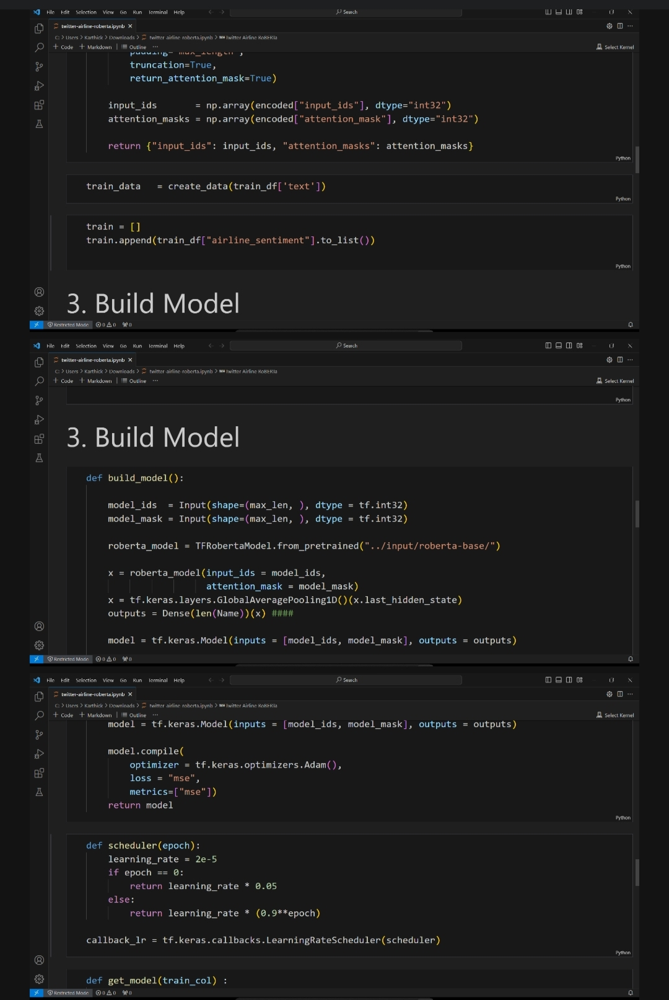 File Edit Selection View Go Run Terminal Help
Search
twitter-airline-roberta.ipynb
C: > Users > Karthick > Downloads > twitter-airline-roberta.ipynb > M+ Twitter Airline RoBERTa
+ Code + Markdown | Outline ...
Select Kernel
padding="max_length",
truncation=True,
return_attention_mask=True)
input_ids = np.array(encoded["input_ids"], dtype="int32")
attention_masks = np.array(encoded["attention_mask"], dtype="int32")
return {"input_ids": input_ids, "attention_masks": attention_masks}
Python
train_data = create_data(train_df['text'])
Python
train = []
train.append(train_df["airline_sentiment"].to_list())
Python
3. Build Model
Restricted Mode 0 0 0
File Edit Selection View Go Run Terminal Help
Search
twitter-airline-roberta.ipynb
C: > Users > Karthick > Downloads > twitter-airline-roberta.ipynb > M+ Twitter Airline RoBERTa
+ Code + Markdown | Outline ...
Select Kernel
Python
3. Build Model
def build_model():
model_ids = Input(shape=(max_len, ), dtype = tf.int32)
model_mask = Input(shape=(max_len, ), dtype = tf.int32)
roberta_model = TFRobertaModel.from_pretrained("../input/roberta-base/")
x = roberta_model(input_ids = model_ids,
attention_mask = model_mask)
x = tf.keras.layers.GlobalAveragePooling1D()(x.last_hidden_state)
outputs = Dense(len(Name))(x) ####
model = tf.keras.Model(inputs = [model_ids, model_mask], outputs = outputs)
Restricted Mode 0 0 0
File Edit Selection View Go Run Terminal Help
Search
twitter-airline-roberta.ipynb
C: > Users > Karthick > Downloads > twitter-airline-roberta.ipynb > M+ Twitter Airline RoBERTa
+ Code + Markdown | Outline ...
Select Kernel
model = tf.keras.Model(inputs = [model_ids, model_mask], outputs = outputs)
model.compile(
optimizer = tf.keras.optimizers.Adam(),
loss = "mse",
metrics=["mse"])
return model
Python
def scheduler(epoch):
learning_rate = 2e-5
if epoch == 0:
return learning_rate * 0.05
else:
return learning_rate * (0.9**epoch)
callback_lr = tf.keras.callbacks.LearningRateScheduler(scheduler)
Python
def get_model(train_col) :
Restricted Mode 0 0 0